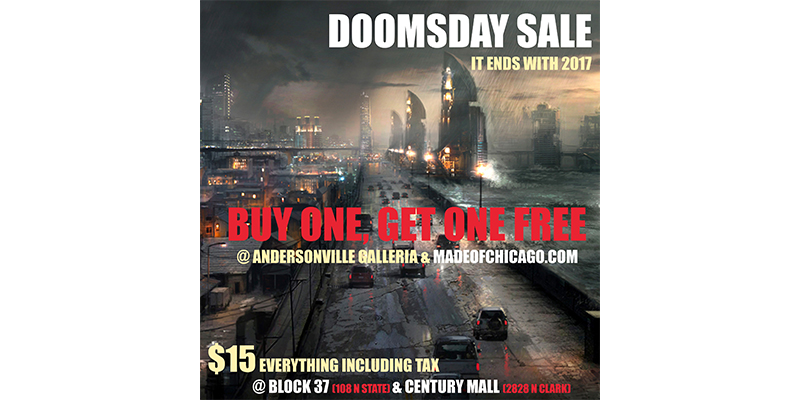 DOOMSDAY SALE
IT ENDS WITH 2017
BUY ONE, GET ONE FREE
@ ANDERSONVILLE GALLERIA & MADEOFCHICAGO.COM
$15 EVERYTHING INCLUDING TAX
@ BLOCK 37 (108 N STATE) & CENTURY MALL (2828 N CLARK)